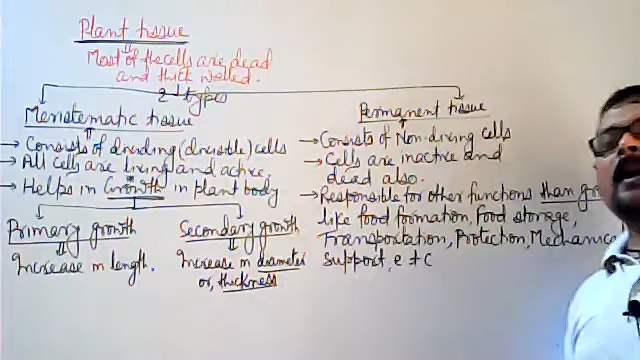 Plant tissue
Most of the cells are dead
and thick walled.
2 types
Meristematic tissue
→ Consists of dividing (divisible) cells
→ All cells are living and active,
→ Helps in Growth in plant body
Primary growth
Increase in length.
Secondary growth
Increase in diameter
or, thickness
Permanent tissue
→ Consists of Non-diving cells
→ Cells are inactive and
dead also.
→ Responsible for other functions than
like food formation, Food storage,
Transportation, Protection,
support, etc